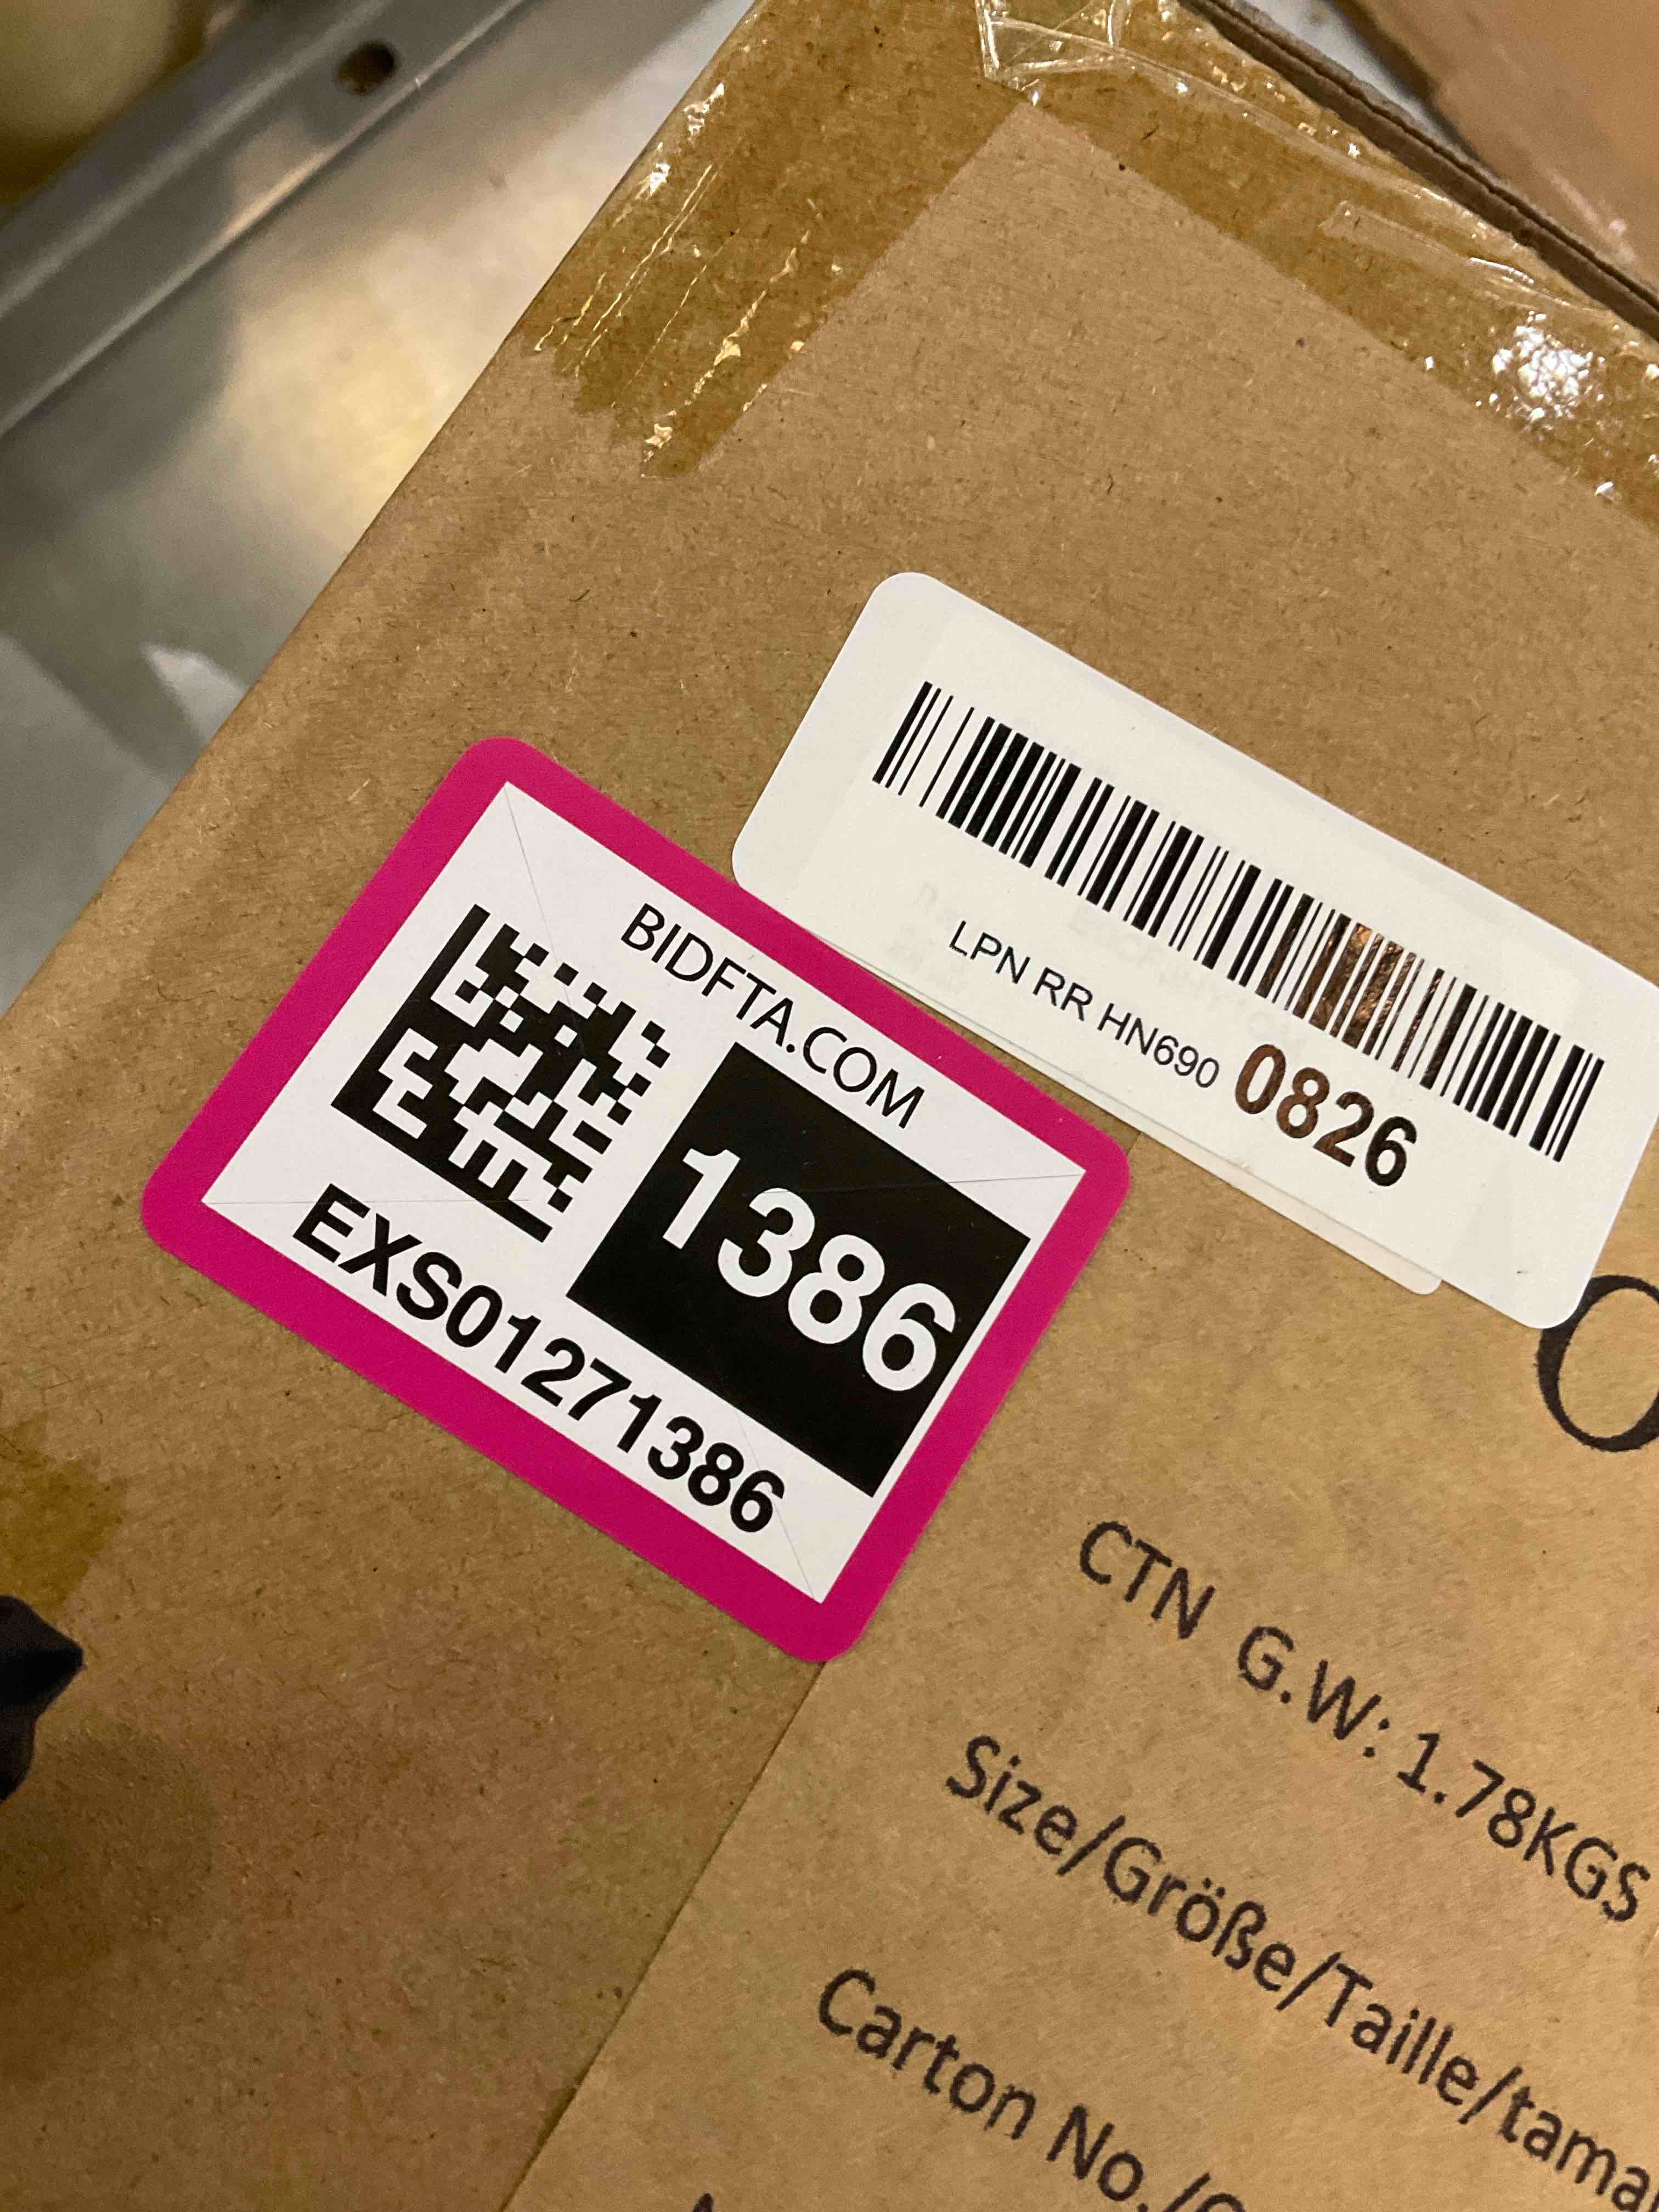 LPN RR HN690 0826
BIDFTA.COM
1386
EXS01271386
CTN G.W: 1.78KGS
Size/Größe/Taille/tama
Carton No./